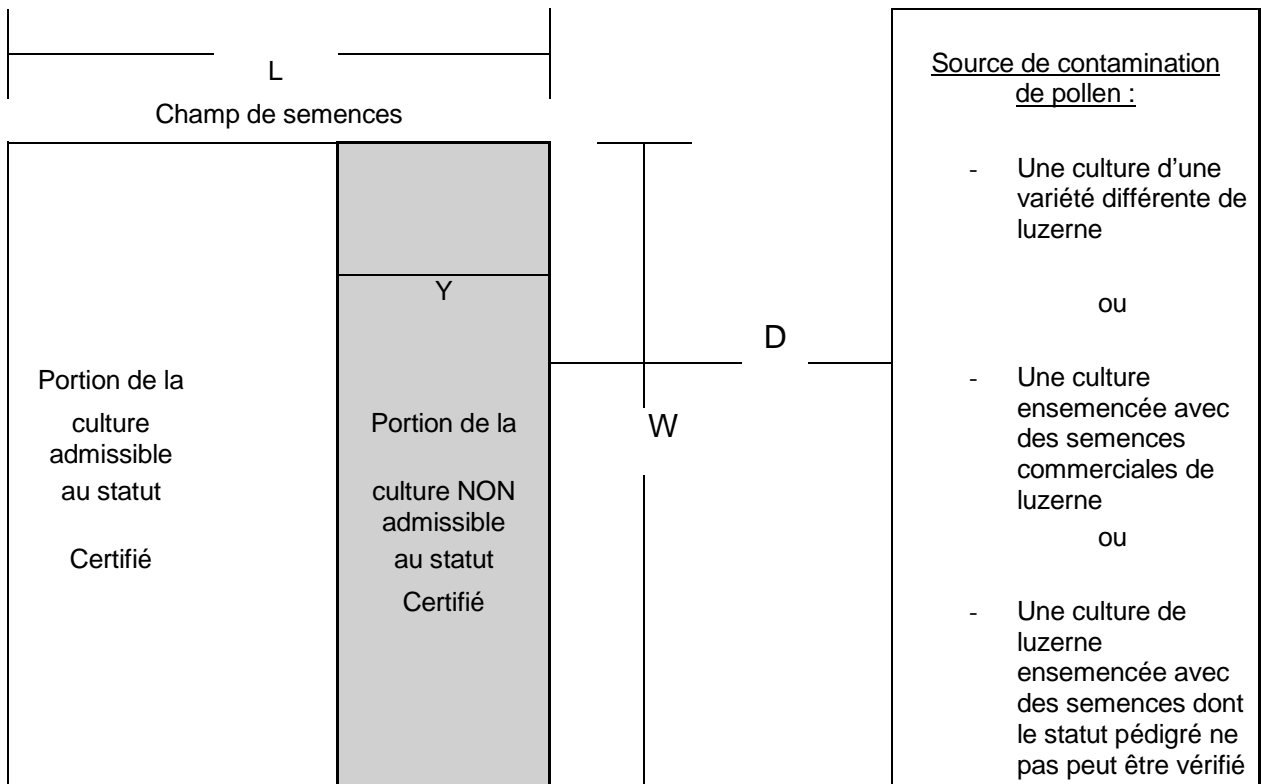 L
Champ de semences
Y
Portion de la
culture
admissible
au statut
Certifié
Portion de la
culture NON
admissible
au statut
Certifié
W
D
Source de contamination
de pollen :
- Une culture d'une
variété différente de
luzerne
ou
- Une culture
ensemencée avec
des semences
commerciales de
luzerne
ou
- Une culture de
luzerne
ensemencée avec
des semences dont
le statut pédigré ne
pas peut être vérifié